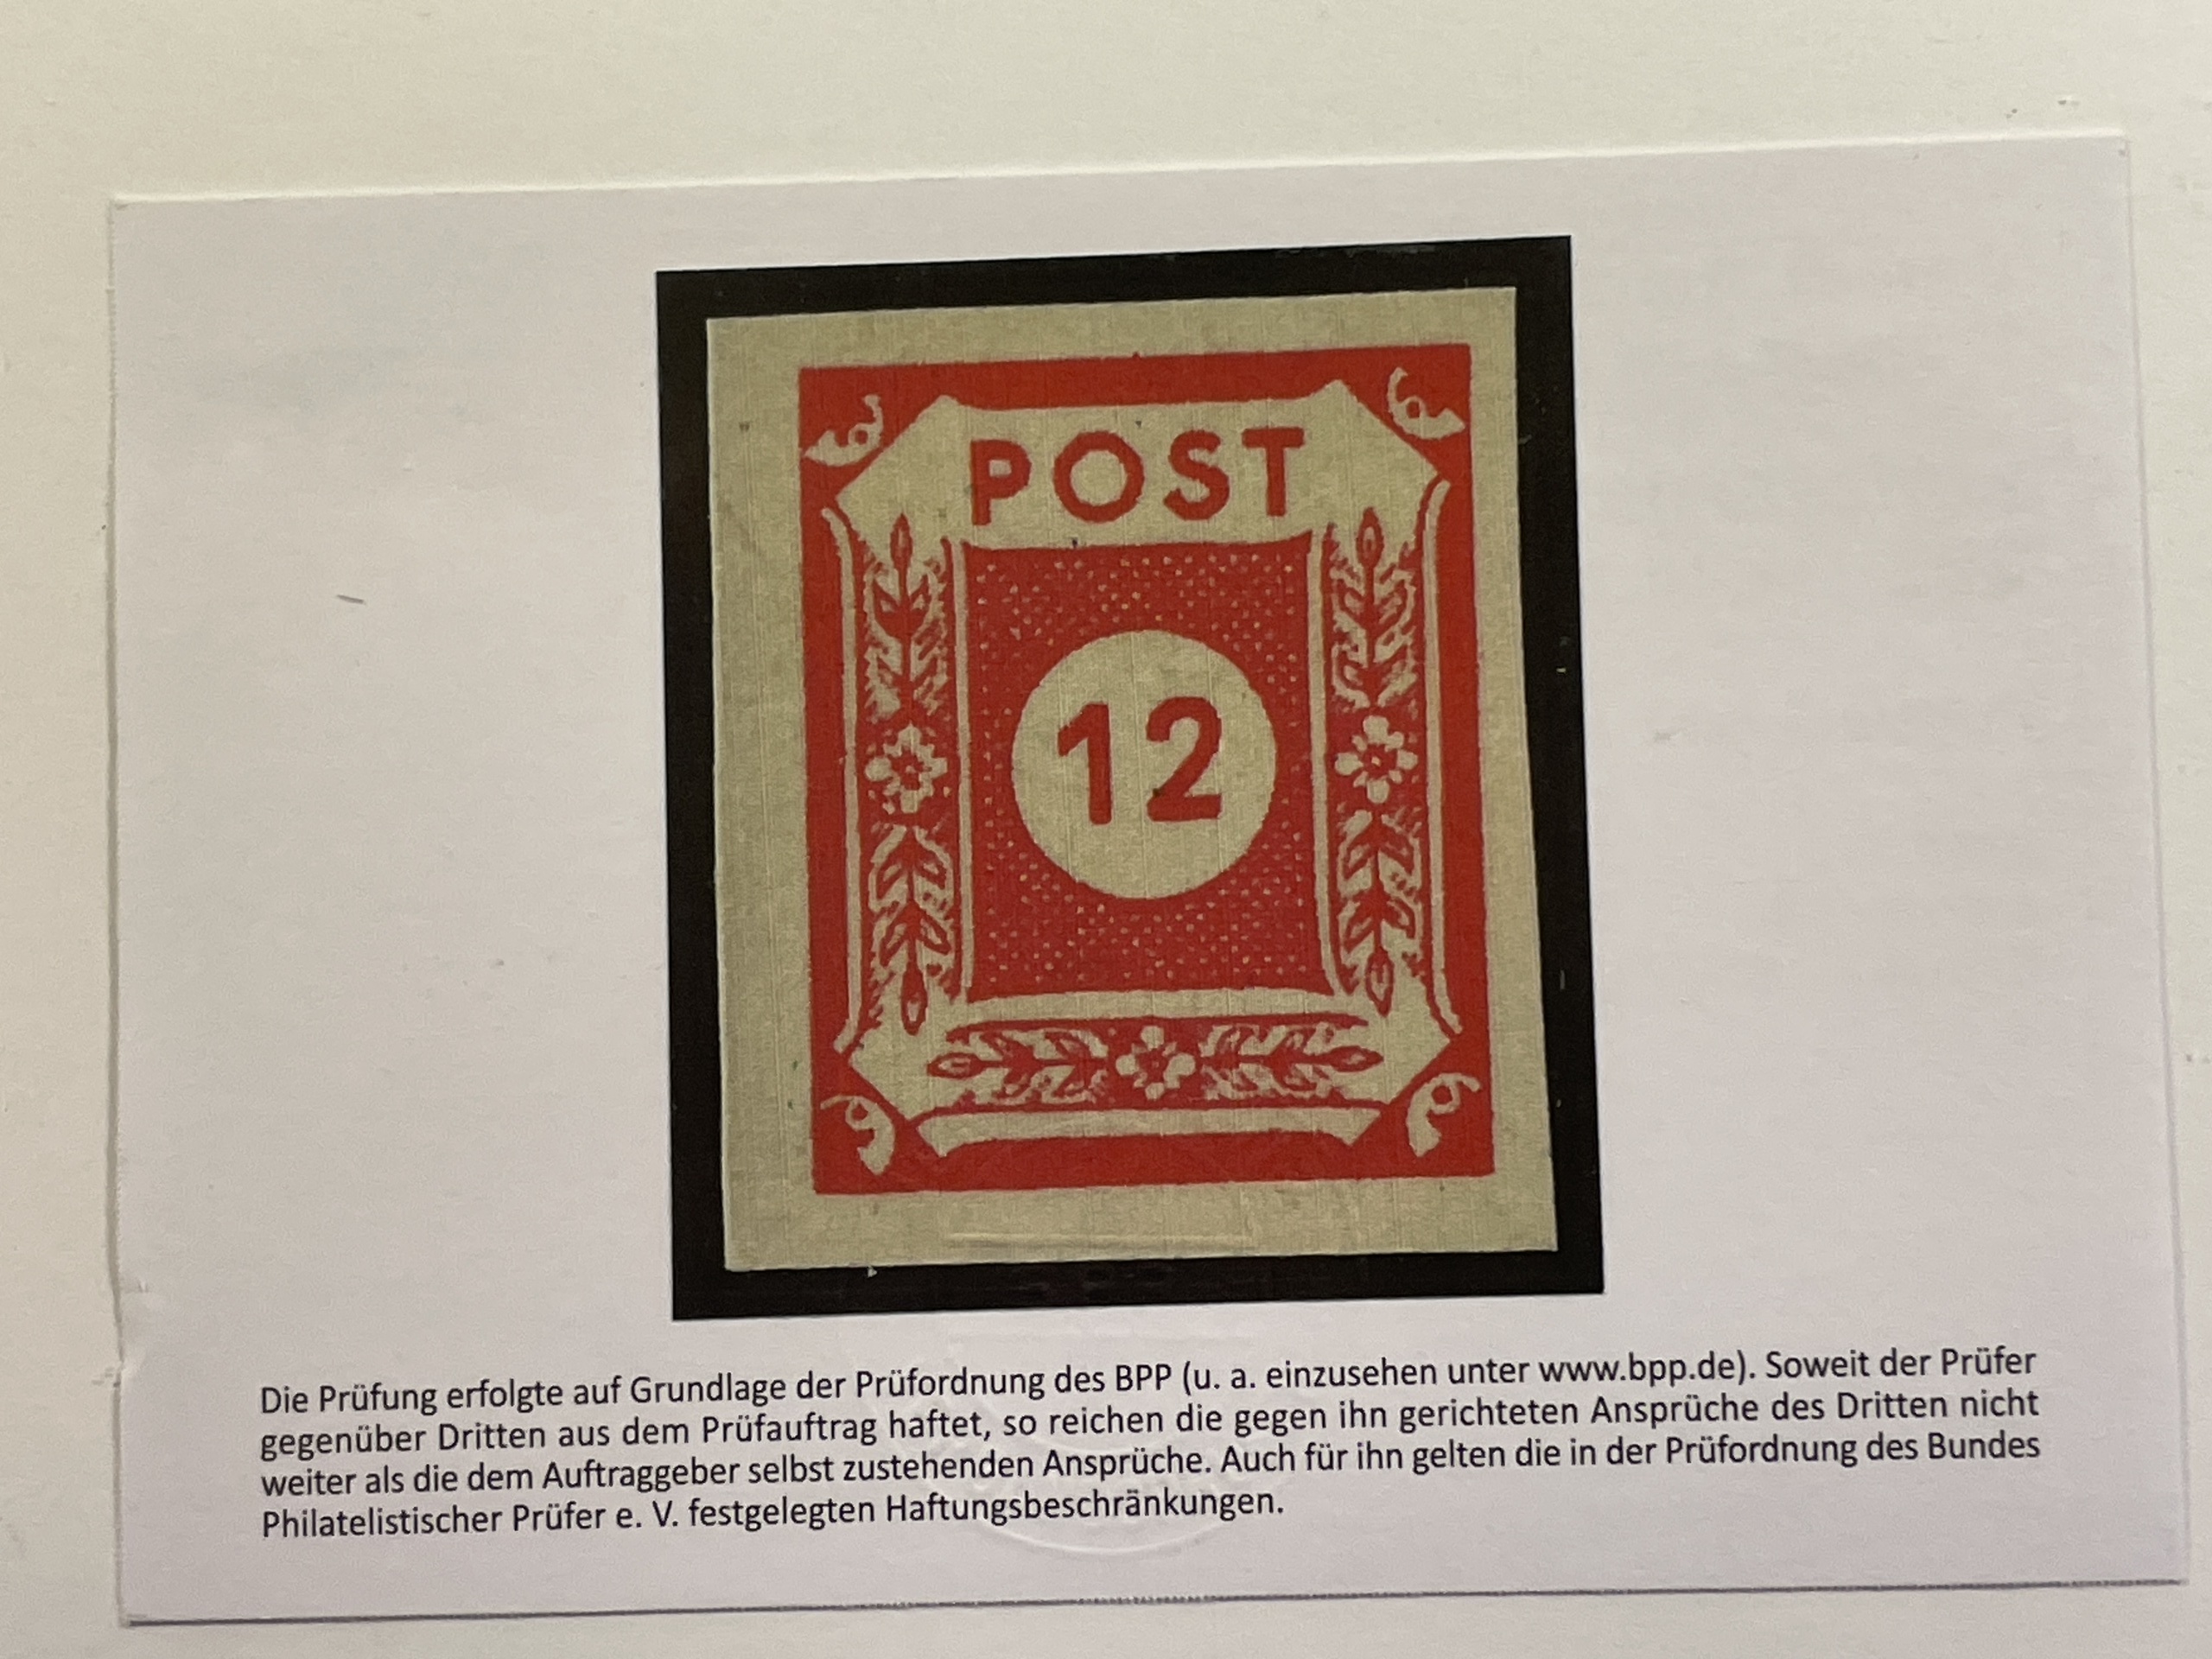 POST
12
Die Prüfung erfolgte auf Grundlage der Prüfordnung des BPP (u. a. einzusehen unter www.bpp.de). Soweit der Prüfer
gegenüber Dritten aus dem Prüfauftrag haftet, so reichen die gegen ihn gerichteten Ansprüche des Dritten nicht
weiter als die dem Auftraggeber selbst zustehenden Ansprüche. Auch für ihn gelten die in der Prüfordnung des Bundes
Philatelistischer Prüfer e. V. festgelegten Haftungsbeschränkungen.